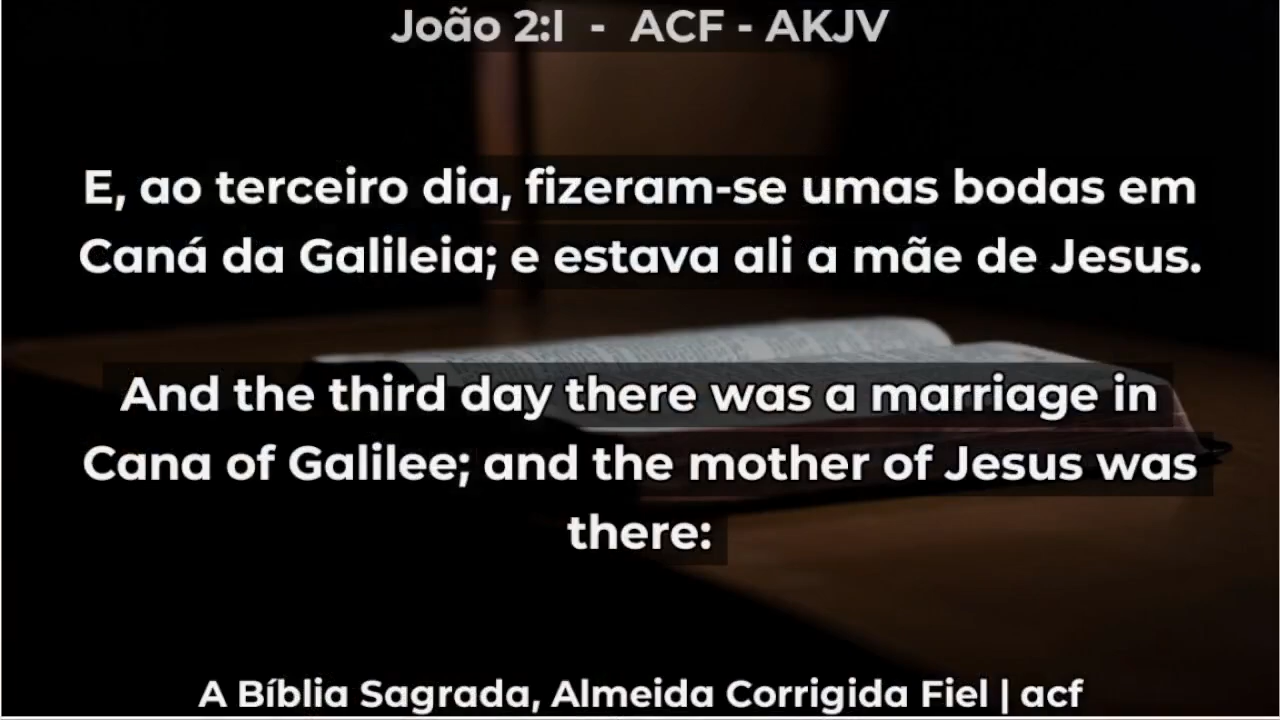 João 2:I - ACF - AKJV
E, ao terceiro dia, fizeram-se umas bodas em
Caná da Galileia; e estava ali a mãe de Jesus.
And the third day there was a marriage in
Cana of Galilee; and the mother of Jesus was
there:
A Bíblia Sagrada, Almeida Corrigida Fiel | acf